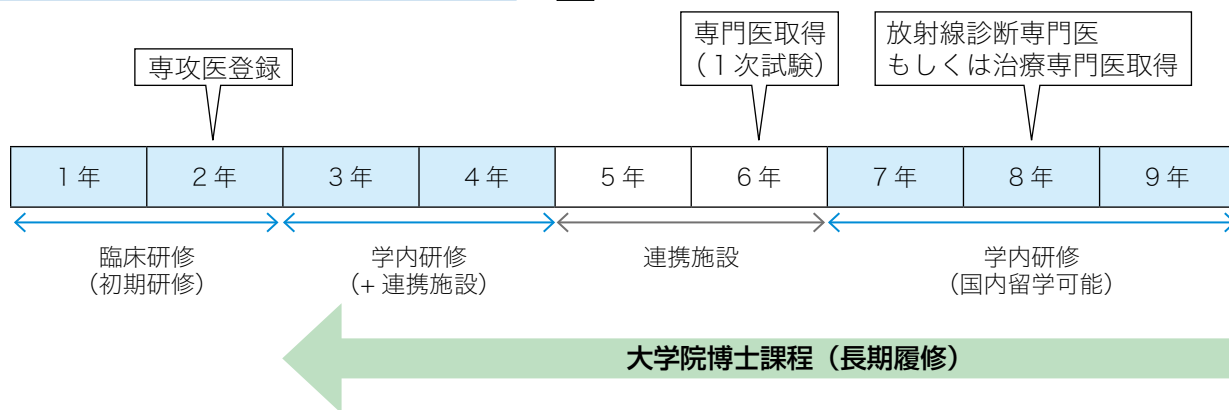 専攻医登録
専門医取得
（1次試験）
放射線診断専門医
もしくは治療専門医取得
1年 2年 3年 4年 5年 6年 7年 8年 9年
臨床研修
（初期研修）
学内研修
（+ 連携施設）
連携施設
学内研修
（国内留学可能）
大学院博士課程（長期履修）